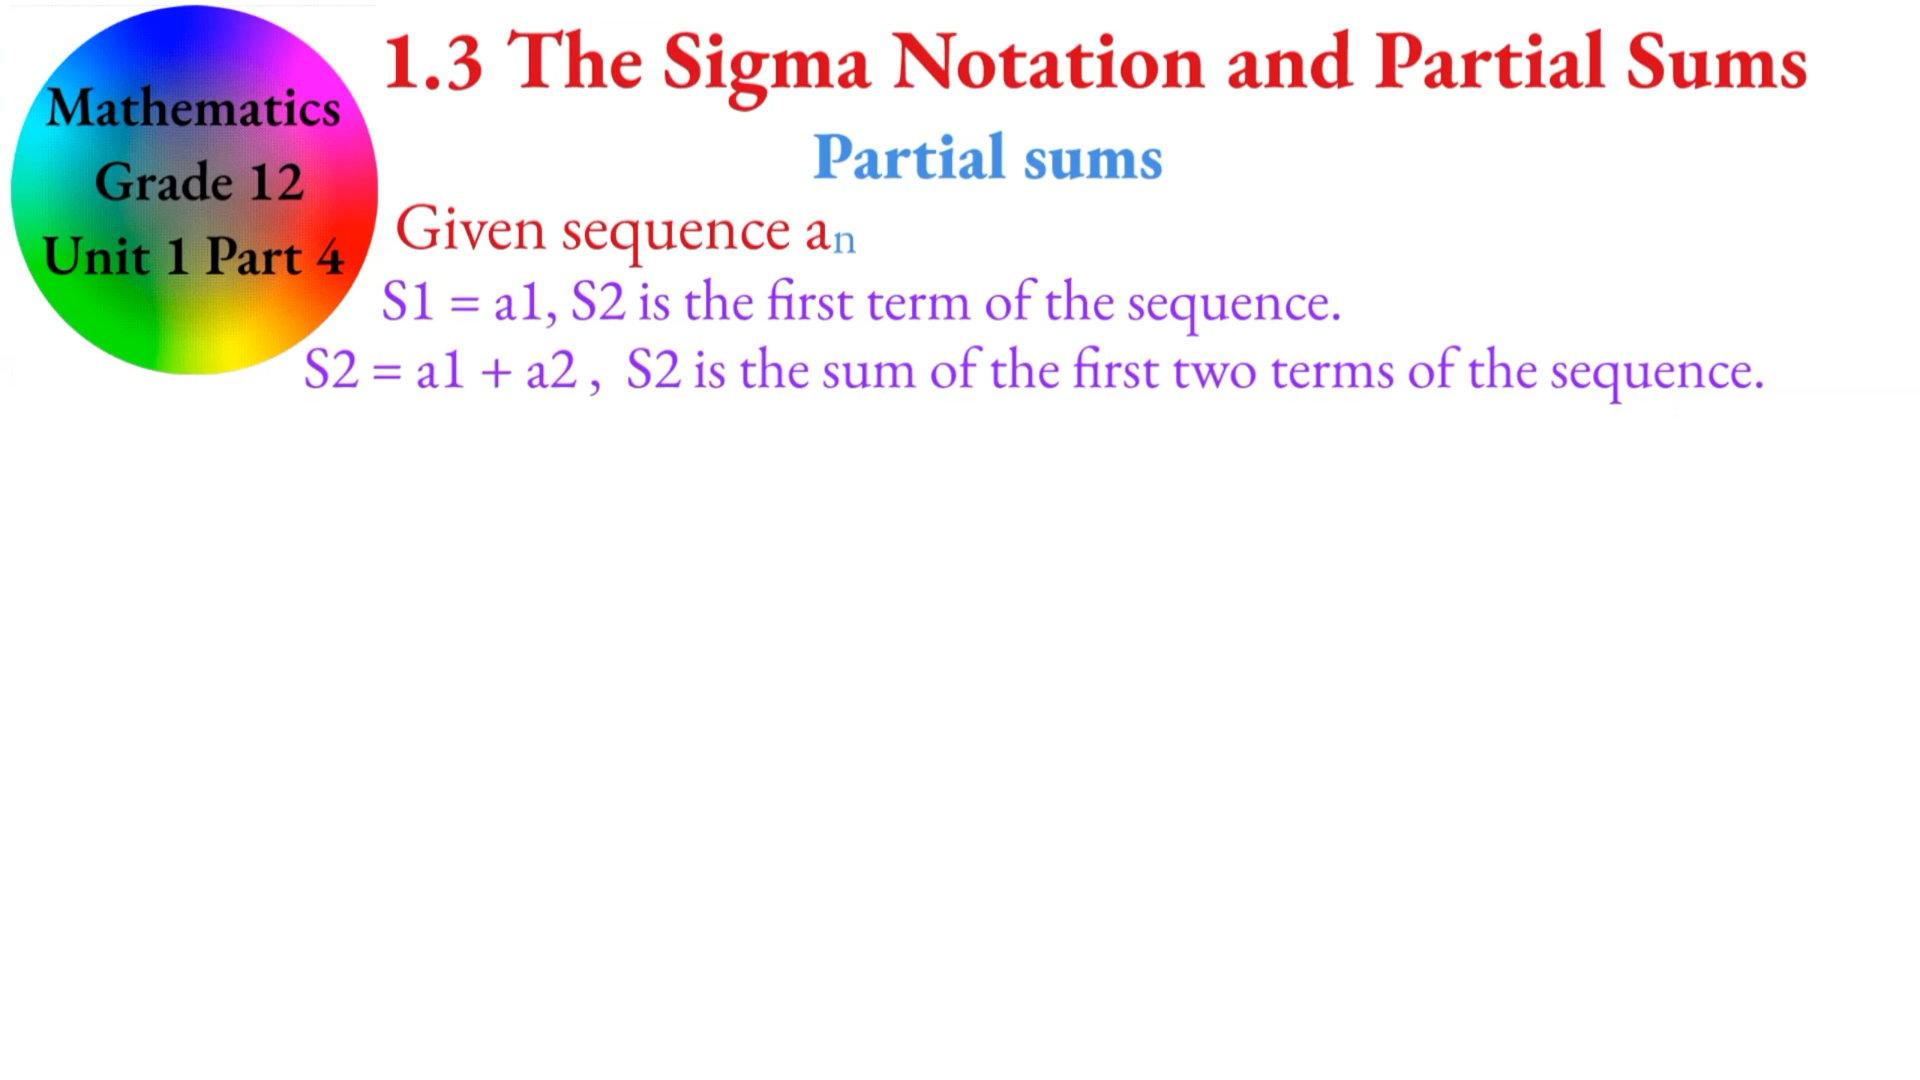 Mathematics
Grade 12
Unit 1 Part 4
1.3 The Sigma Notation and Partial Sums
Partial sums
Given sequence aₙ
S1 = a1, S2 is the first term of the sequence.
S2 = a1 + a2 , S2 is the sum of the first two terms of the sequence.